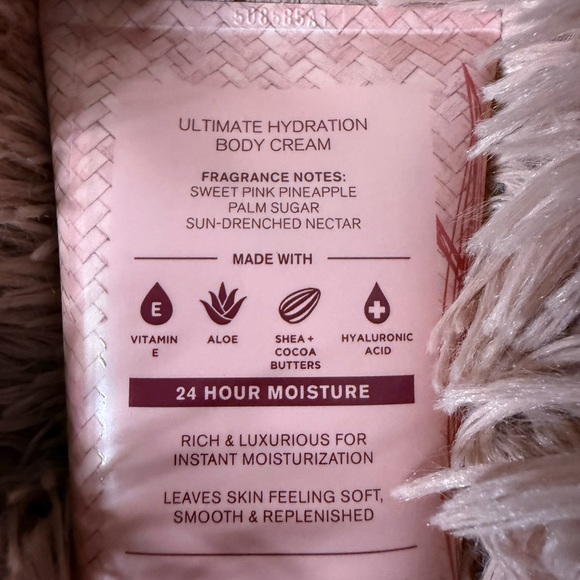 ULTIMATE HYDRATION
BODY CREAM
FRAGRANCE NOTES:
SWEET PINK PINEAPPLE
PALM SUGAR
SUN-DRENCHED NECTAR
MADE WITH
E
VITAMIN
E
ALOE
SHEA +
COCOA
BUTTERS
HYALURONIC
ACID
24 HOUR MOISTURE
RICH & LUXURIOUS FOR
INSTANT MOISTURIZATION
LEAVES SKIN FEELING SOFT,
SMOOTH & REPLENISHED